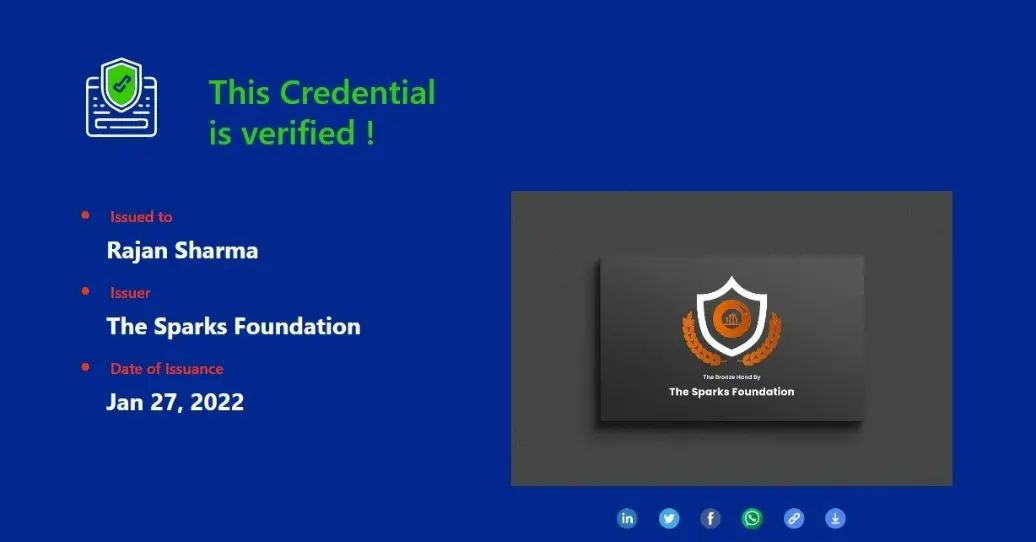 This Credential
is verified !
Issued to
Rajan Sharma
Issuer
The Sparks Foundation
Date of Issuance
Jan 27, 2022
The Bronze Hand By
The Sparks Foundation
in
f